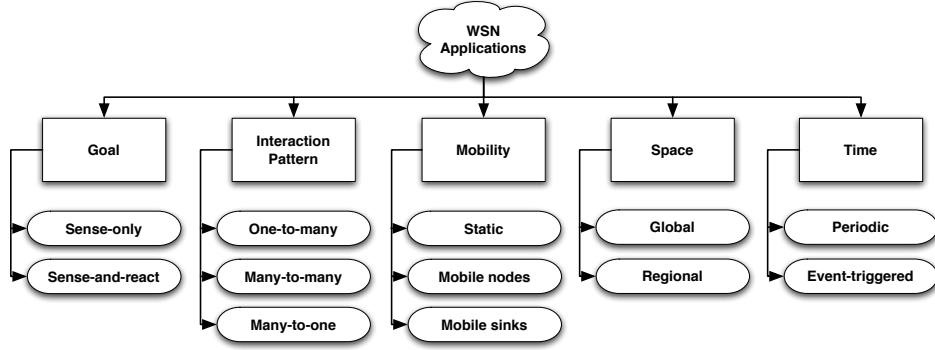 WSN
Applications
Goal
Interaction
Pattern
Mobility
Space
Time
Sense-only
One-to-many
Static
Global
Periodic
Sense-and-react
Many-to-many
Mobile nodes
Regional
Event-triggered
Many-to-one
Mobile sinks